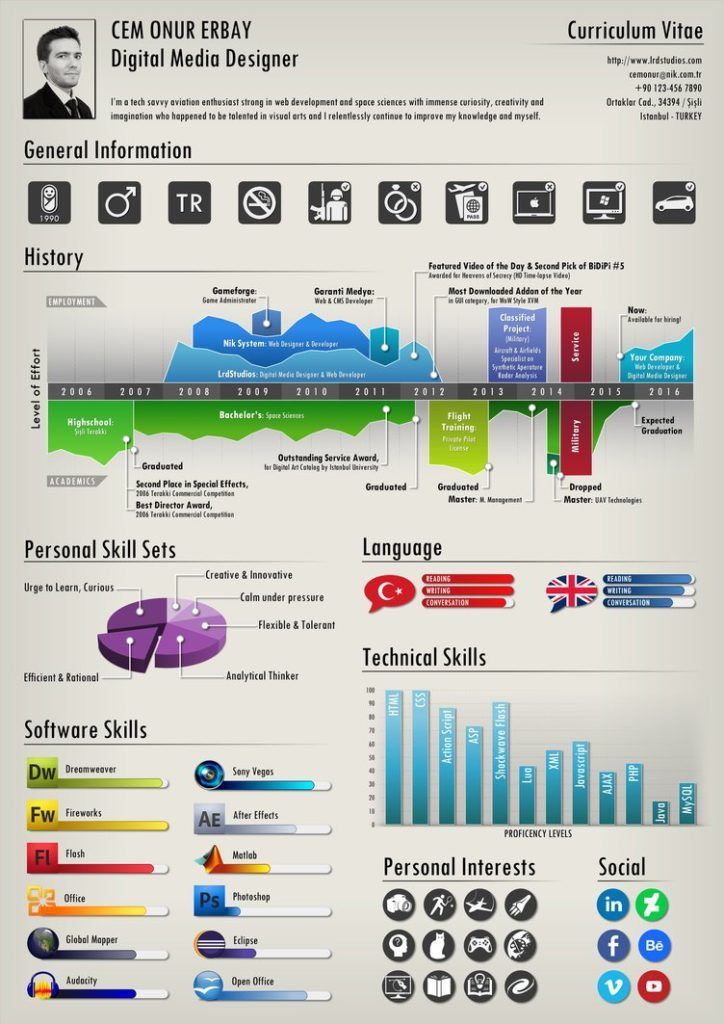 CEM ONUR ERBAY
Digital Media Designer
Curriculum Vitae
http://www.lrdstudios.com
cemonur@nik.com.tr
+90 123-456 7890
Ortaklar Cad., 34394 / Şişli
Istanbul - TURKEY
I'm a tech savvy aviation enthusiast strong in web development and space sciences with immense curiosity, creativity and
imagination who happened to be talented in visual arts and I relentlessly continue to improve my knowledge and myself.
General Information
1990
TR
PASS
History
EMPLOYMENT
Gameforge:
Game Administrator
Garanti Medya:
Web & CMS Developer
Featured Video of the Day & Second Pick of BiDiPi #5
Awarded for Heavens of Secrecy (HD Time-lapse Video)
Most Downloaded Addon of the Year
in GUI category, for WoW Style XVM
Nik System: Web Designer & Developer
LrdStudios: Digital Media Designer & Web Developer
Classified
Project:
(Military)
Aircraft & Airfields
Specialist on
Synthetic Aperture
Radar Analysis
Service
Now:
Available for hiring!
Your Company:
Web Developer &
Digital Media Designer
Level of Effort
2006 2007 2008 2009 2010 2011 2012 2013 2014 2015 2016
Highschool:
Şişli Terakki
Bachelor's: Space Sciences
Flight
Training:
Private Pilot
License
Military
Expected
Graduation
Graduated
Outstanding Service Award,
for Digital Art Catalog by Istanbul University
Graduated
Graduated
Master: M. Management
Dropped
Master: UAV Technologies
ACADEMICS
Second Place in Special Effects,
2006 Terakki Commercial Competition
Best Director Award,
2006 Terakki Commercial Competition
Personal Skill Sets
Urge to Learn, Curious
Creative & Innovative
Calm under pressure
Flexible & Tolerant
Efficient & Rational
Analytical Thinker
Language
READING
WRITING
CONVERSATION
READING
WRITING
CONVERSATION
Technical Skills
100
90
80
70
60
50
40
30
20
10
0
HTML
CSS
Action Script
ASP
Shockwave Flash
Lua
XML
Javascript
AJAX
PHP
Java
MySQL
PROFICIENCY LEVELS
Software Skills
Dw Dreamweaver
Sony Vegas
Fw Fireworks
AE After Effects
Fl Flash
Matlab
Office
Ps Photoshop
Global Mapper
Eclipse
Audacity
Open Office
Personal Interests
Social
in
f
Bē
v